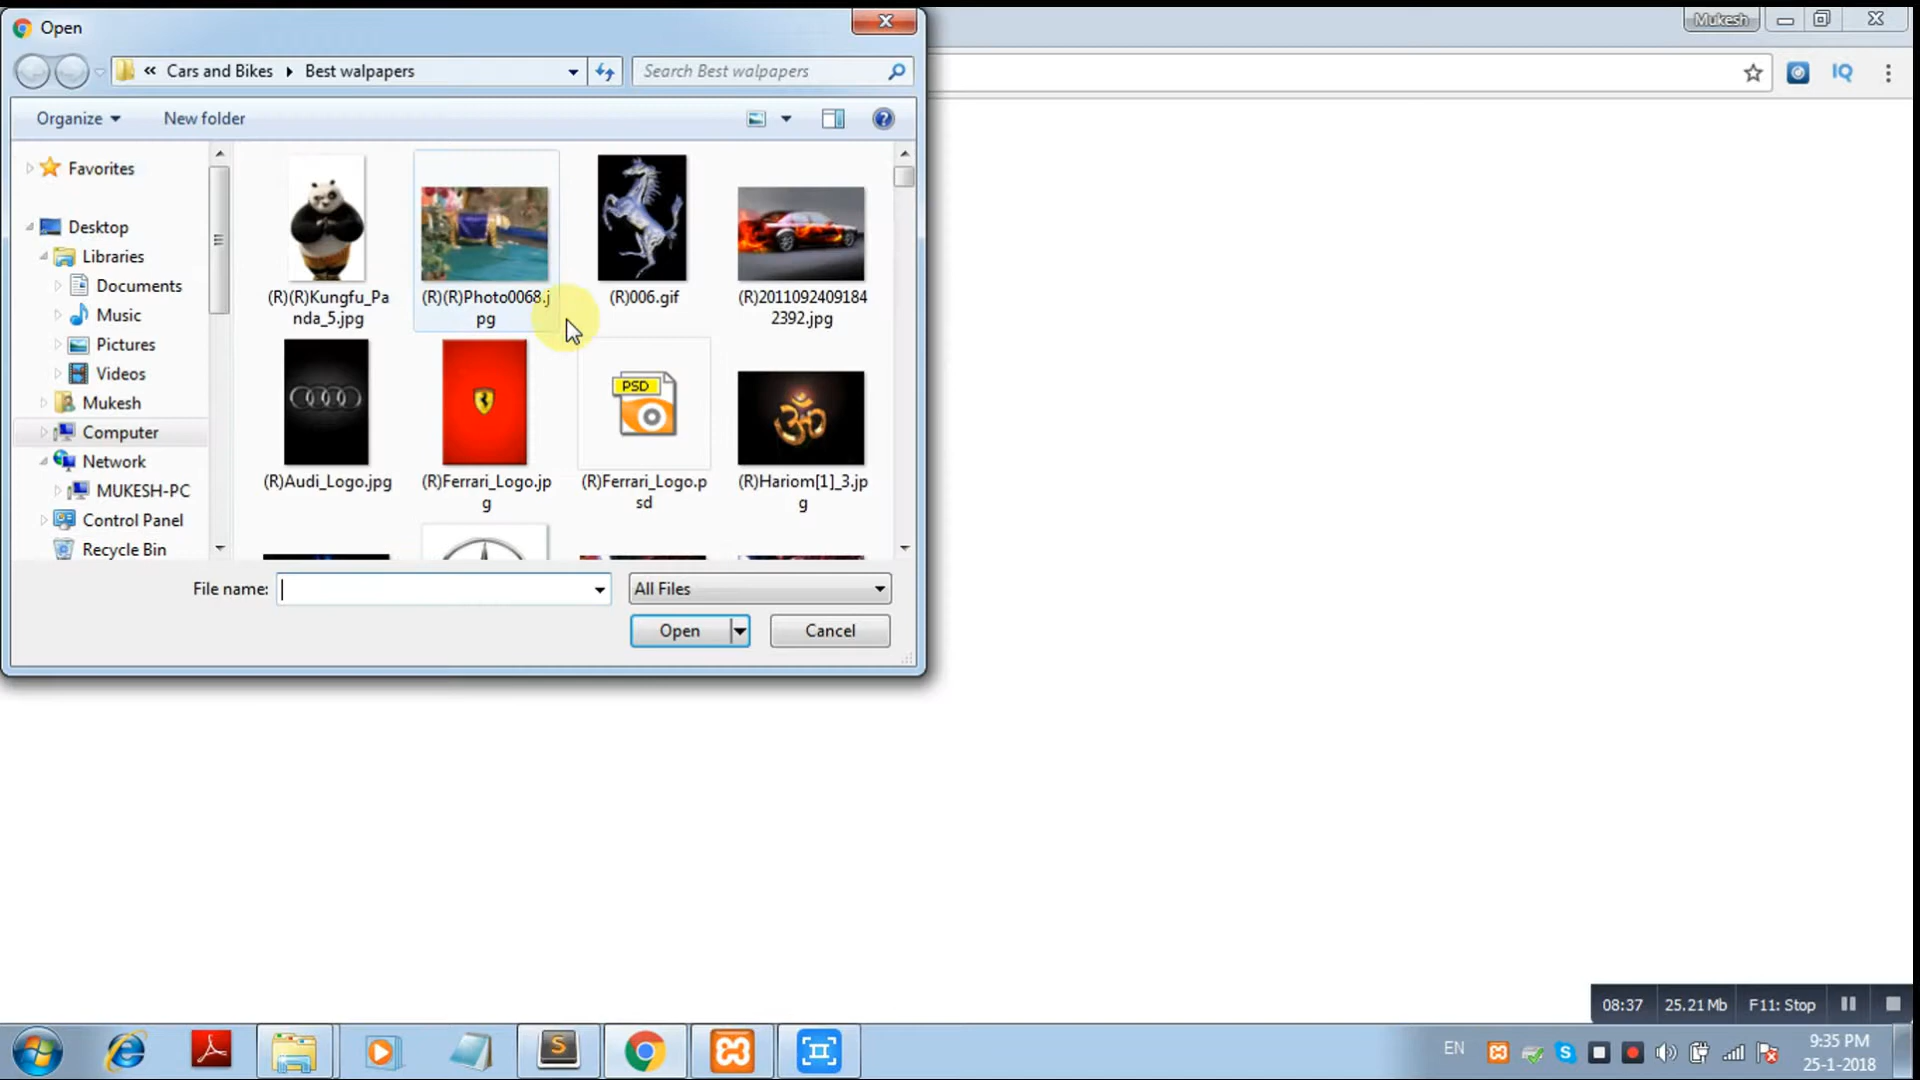 Open
Mukesh
« Cars and Bikes Best walpapers
Search Best walpapers
IQ
Organize
New folder
Favorites
Desktop
Libraries
Documents
Music
Pictures
Videos
Mukesh
Computer
Network
MUKESH-PC
Control Panel
Recycle Bin
(R)(R)Kungfu_Pa
nda_5.jpg
(R)(R)Photo0068.j
pg
(R)006.gif
(R)2011092409184
2392.jpg
(R)Audi_Logo.jpg
(R)Ferrari_Logo.jp
g
PSD
(R)Ferrari_Logo.p
sd
(R)Hariom[1]_3.jp
g
File name:
All Files
Open
Cancel
08:37
25.21 Mb
F11: Stop
EN
9:35 PM
25-1-2018